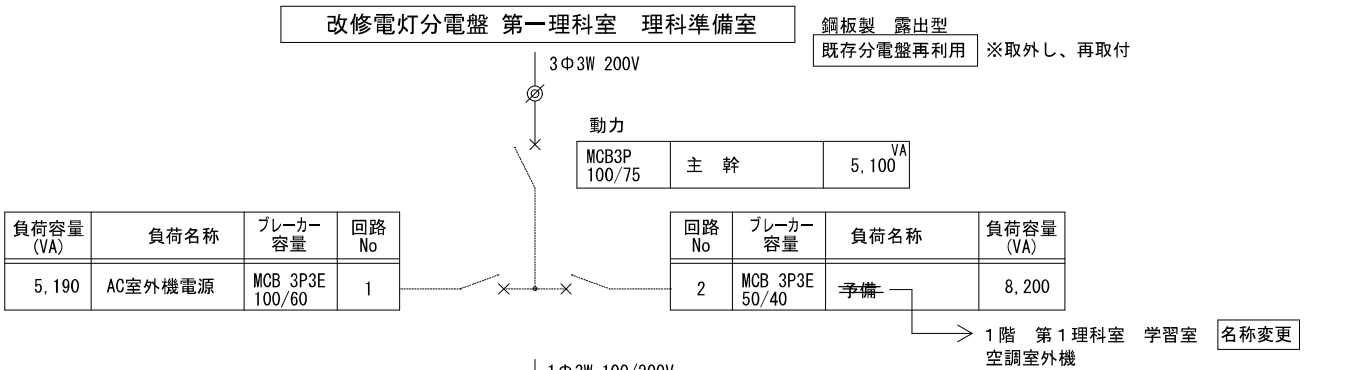 改修電灯分電盤 第一理科室 理科準備室
鋼板製 露出型
既存分電盤再利用 ※取外し、再取付
3Φ3W 200V
動力
MCB3P
100/75
主 幹
5,100 VA
負荷容量
(VA)
負荷名称
ブレーカー
容量
回路
No
5,190
AC室外機電源
MCB 3P3E
100/60
1
回路
No
ブレーカー
容量
負荷名称
負荷容量
(VA)
2
MCB 3P3E
50/40
予備
8,200
1階 第1理科室 学習室 名称変更
空調室外機